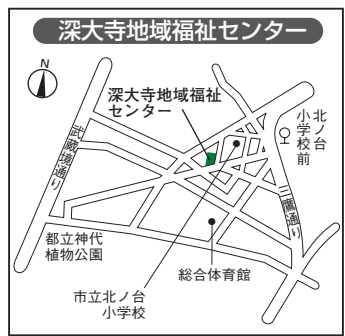 深大寺地域福祉センター
N
深大寺地域福祉
センター
北ノ台
小学校前
武蔵境通り
三鷹通り
都立神代
植物公園
総合体育館
市立北ノ台
小学校